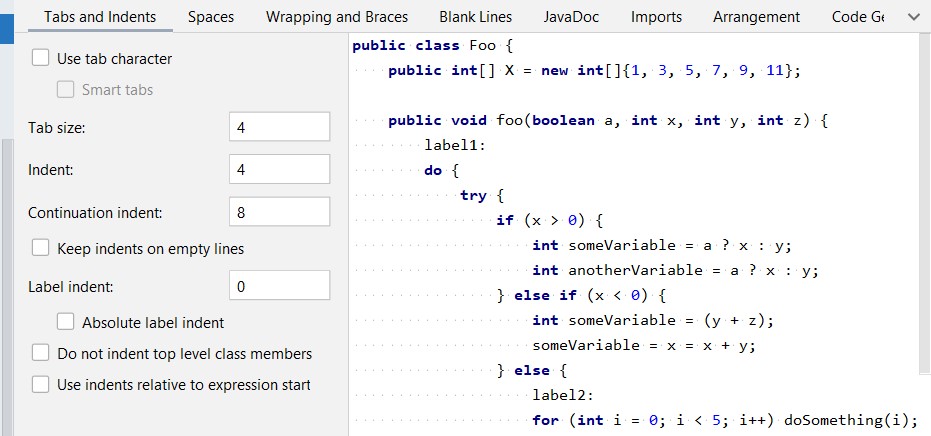 Tabs and Indents Spaces Wrapping and Braces Blank Lines JavaDoc Imports Arrangement Code Ge
Use tab character
Smart tabs
Tab size: 4
Indent: 4
Continuation indent: 8
Keep indents on empty lines
Label indent: 0
Absolute label indent
Do not indent top level class members
Use indents relative to expression start
public class Foo {
    public int[] X = new int[]{1, 3, 5, 7, 9, 11};

    public void foo(boolean a, int x, int y, int z) {
        label1:
        do {
            try {
                if (x > 0) {
                    int someVariable = a ? x : y;
                    int anotherVariable = a ? x : y;
                } else if (x < 0) {
                    int someVariable = (y + z);
                    someVariable = x = x + y;
                } else {
                    label2:
                    for (int i = 0; i < 5; i++) doSomething(i);